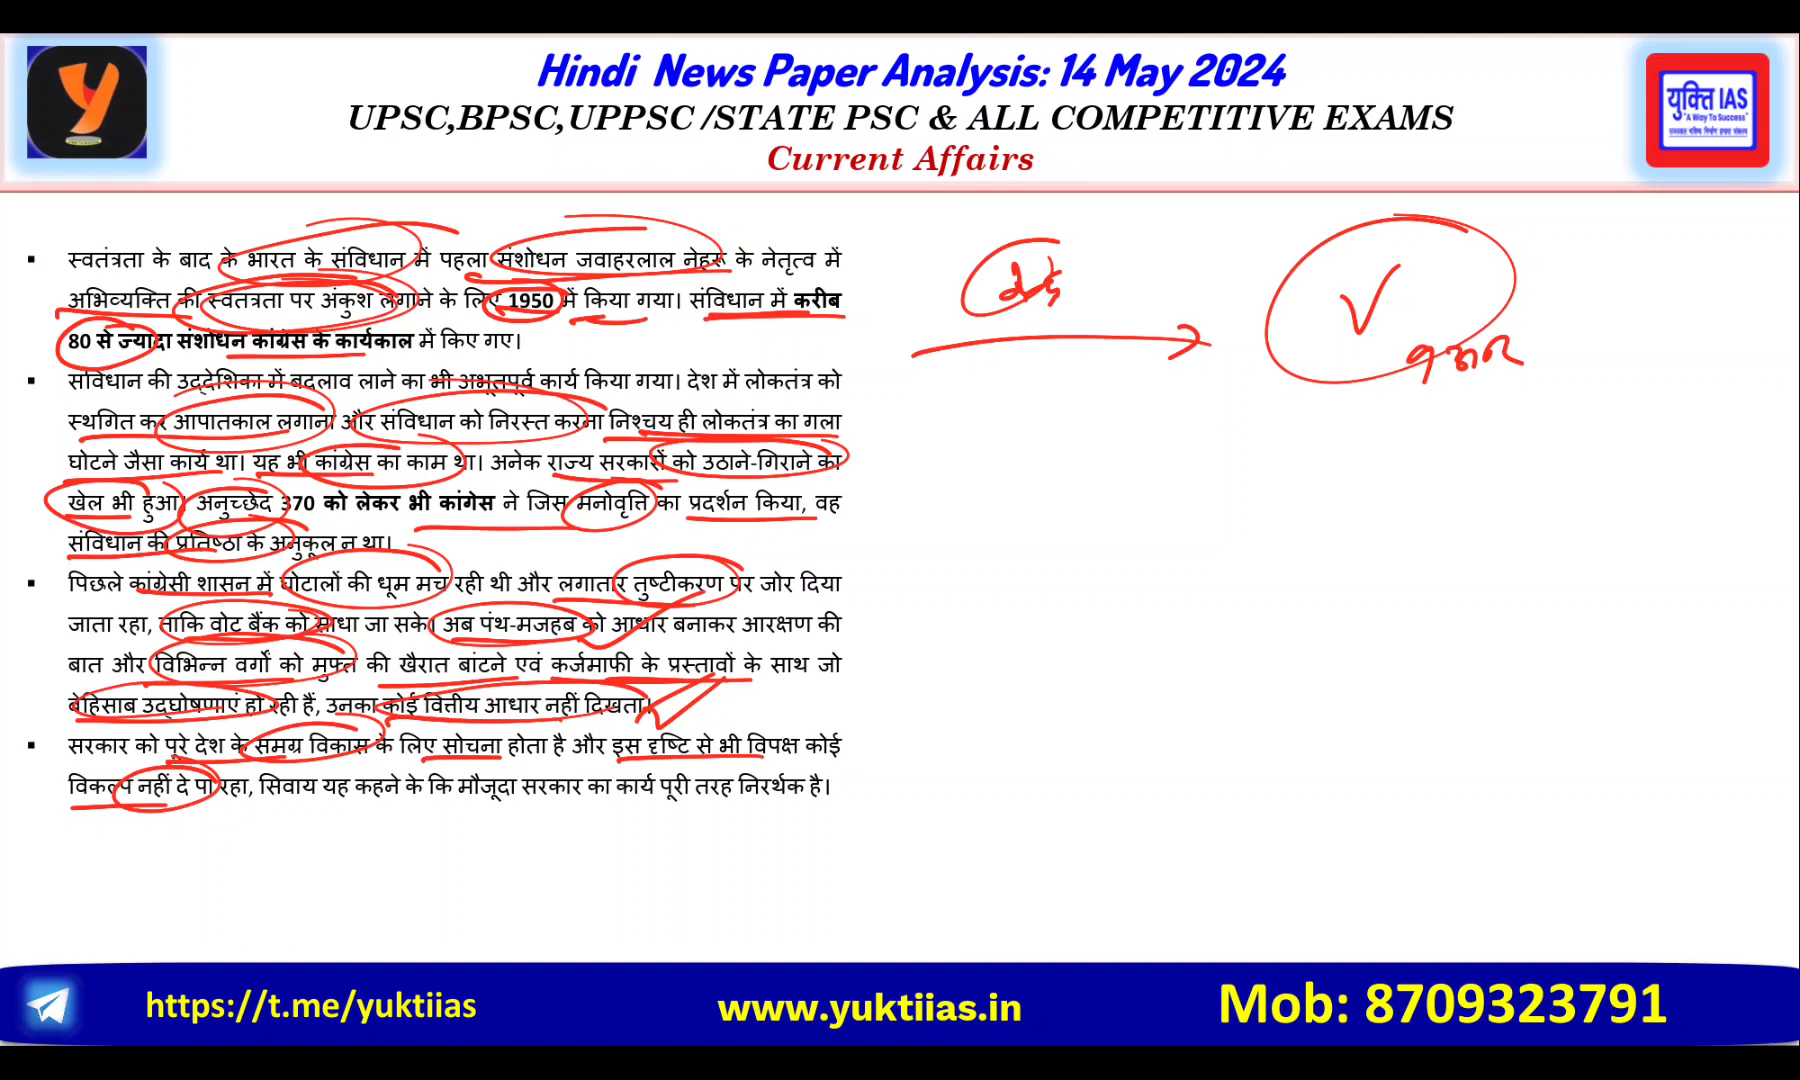 Hindi News Paper Analysis: 14 May 2024
UPSC,BPSC,UPPSC /STATE PSC & ALL COMPETITIVE EXAMS
Current Affairs
युक्ति IAS
"A Way To Success"
▪ स्वतंत्रता के बाद के भारत के संविधान में पहला संशोधन जवाहरलाल नेहरू के नेतृत्व में
अभिव्यक्ति की स्वतंत्रता पर अंकुश लगाने के लिए 1950 में किया गया। संविधान में करीब
80 से ज्यादा संशोधन कांग्रेस के कार्यकाल में किए गए।
▪ संविधान की उद्देशिका में बदलाव लाने का भी अभूतपूर्व कार्य किया गया। देश में लोकतंत्र को
स्थगित कर आपातकाल लगाना और संविधान को निरस्त करना निश्चय ही लोकतंत्र का गला
घोटने जैसा कार्य था। यह भी कांग्रेस का काम था। अनेक राज्य सरकारों को उठाने-गिराने का
खेल भी हुआ। अनुच्छेद 370 को लेकर भी कांगेस ने जिस मनोवृत्ति का प्रदर्शन किया, वह
संविधान की प्रतिष्ठा के अनुकूल न था।
▪ पिछले कांग्रेसी शासन में घोटालों की धूम मच रही थी और लगातार तुष्टीकरण पर जोर दिया
जाता रहा, ताकि वोट बैंक को साधा जा सके। अब पंथ-मजहब को आधार बनाकर आरक्षण की
बात और विभिन्न वर्गों को मुफ्त की खैरात बांटने एवं कर्जमाफी के प्रस्तावों के साथ जो
बेहिसाब उद्घोषणाएं हो रही हैं, उनका कोई वित्तीय आधार नहीं दिखता।
▪ सरकार को पूरे देश के समग्र विकास के लिए सोचना होता है और इस दृष्टि से भी विपक्ष कोई
विकल्प नहीं दे पा रहा, सिवाय यह कहने के कि मौजूदा सरकार का कार्य पूरी तरह निरर्थक है।
https://t.me/yuktiias
www.yuktiias.in
Mob: 8709323791